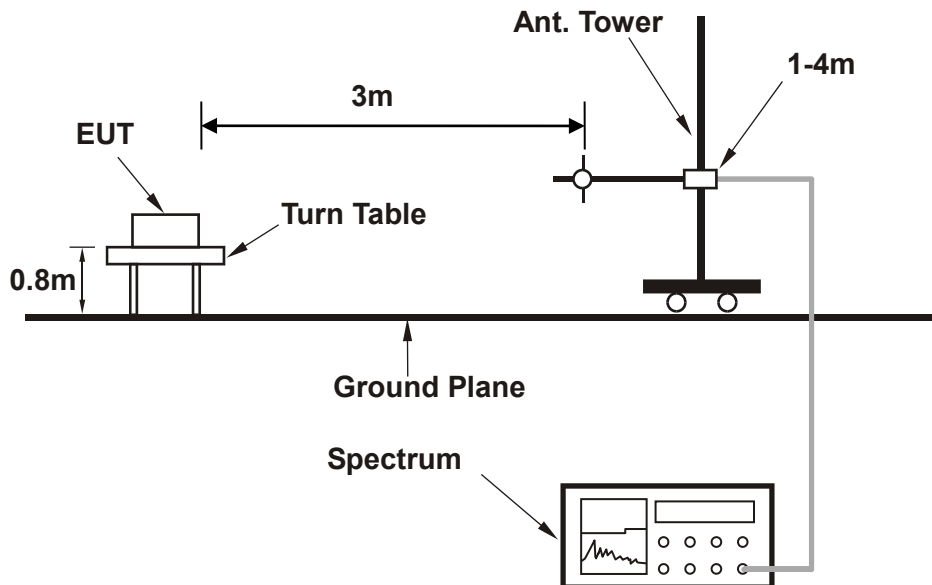 Ant. Tower
1-4m
3m
EUT
Turn Table
0.8m
Ground Plane
Spectrum